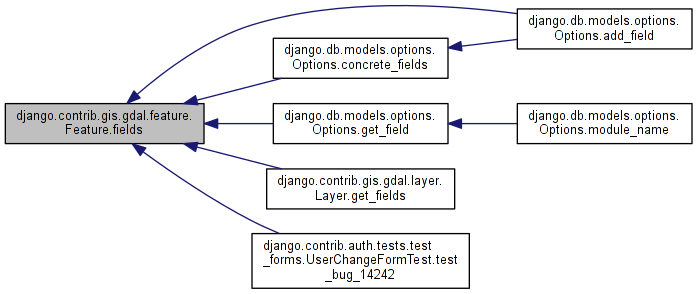 django.contrib.gis.gdal.feature.
Feature.fields
django.db.models.options.
Options.add_field
django.db.models.options.
Options.concrete_fields
django.db.models.options.
Options.get_field
django.db.models.options.
Options.module_name
django.contrib.gis.gdal.layer.
Layer.get_fields
django.contrib.auth.tests.test
_forms.UserChangeFormTest.test
_bug_14242